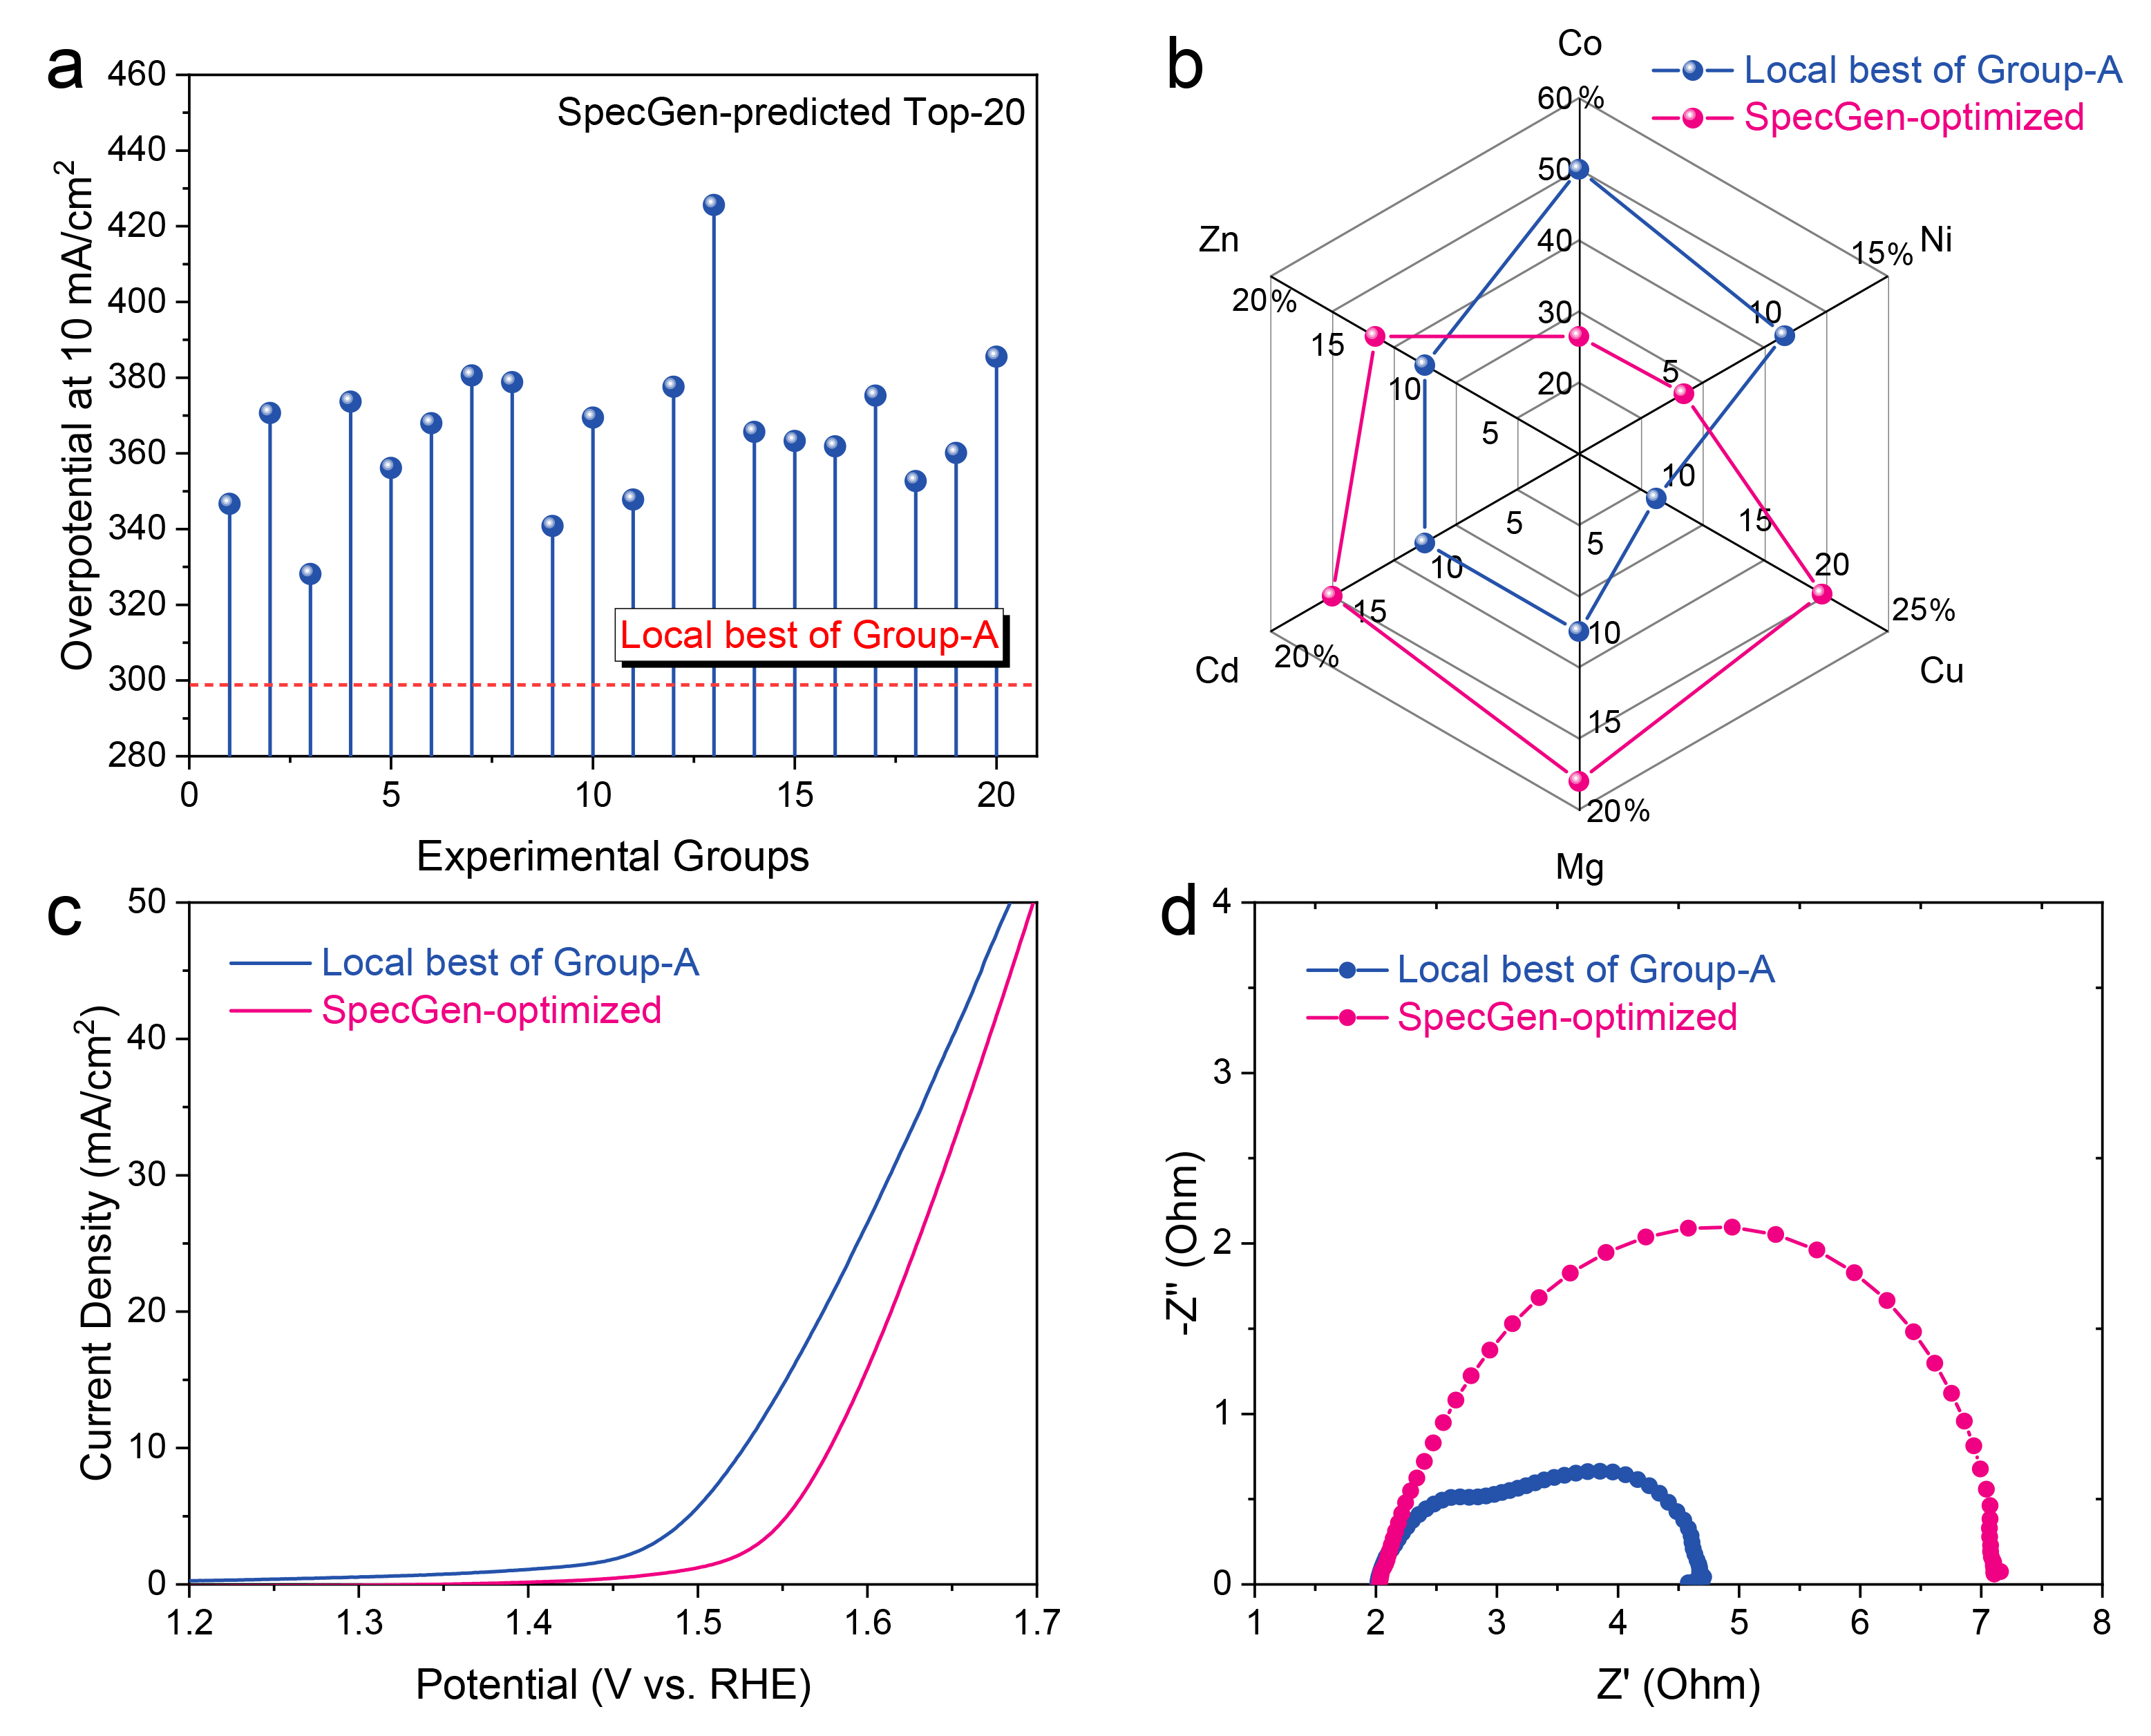 a
460
440
420
400
380
360
340
320
300
280
Overpotential at 10 mA/cm²
SpecGen-predicted Top-20
Local best of Group-A
0
5
10
15
20
Experimental Groups
b
Local best of Group-A
SpecGen-optimized
Co
60%
50
40
30
20
Ni
15%
10
5
Cu
10
15
20
25%
Mg
5
10
15
20%
Cd
5
10
15
20%
Zn
5
10
15
20%
c
50
40
30
20
10
0
Current Density (mA/cm²)
Local best of Group-A
SpecGen-optimized
1.2
1.3
1.4
1.5
1.6
1.7
Potential (V vs. RHE)
d
4
3
2
1
0
-Z" (Ohm)
Local best of Group-A
SpecGen-optimized
1
2
3
4
5
6
7
8
Z' (Ohm)